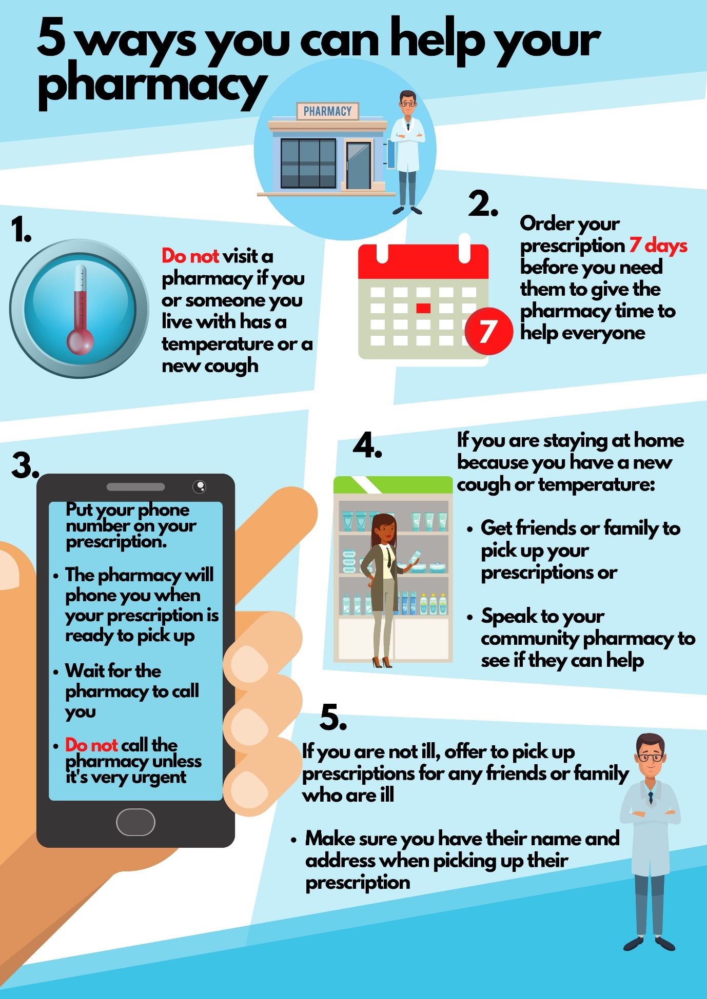 5 ways you can help your
pharmacy
PHARMACY
1.
Do not visit a
pharmacy if you
or someone you
live with has a
temperature or a
new cough
2.
Order your
prescription 7 days
before you need
them to give the
pharmacy time to
help everyone
7
3.
Put your phone
number on your
prescription.
• The pharmacy will
phone you when
your prescription is
ready to pick up
• Wait for the
pharmacy to call
you
• Do not call the
pharmacy unless
it's very urgent
4.
If you are staying at home
because you have a new
cough or temperature:
• Get friends or family to
pick up your
prescriptions or
• Speak to your
community pharmacy to
see if they can help
5.
If you are not ill, offer to pick up
prescriptions for any friends or family
who are ill
• Make sure you have their name and
address when picking up their
prescription